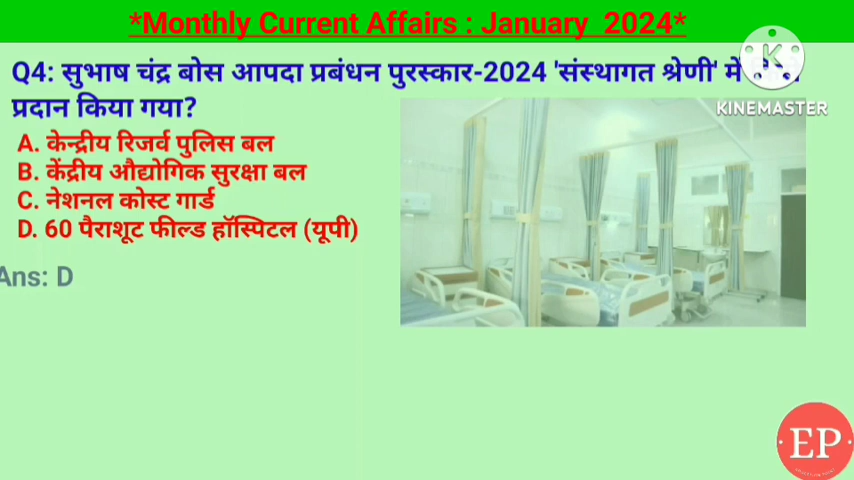 *Monthly Current Affairs : January 2024*
Q4: सुभाष चंद्र बोस आपदा प्रबंधन पुरस्कार-2024 'संस्थागत श्रेणी' में
प्रदान किया गया?
KINEMASTER
A. केन्द्रीय रिजर्व पुलिस बल
B. केंद्रीय औद्योगिक सुरक्षा बल
C. नेशनल कोस्ट गार्ड
D. 60 पैराशूट फील्ड हॉस्पिटल (यूपी)
Ans: D
EP